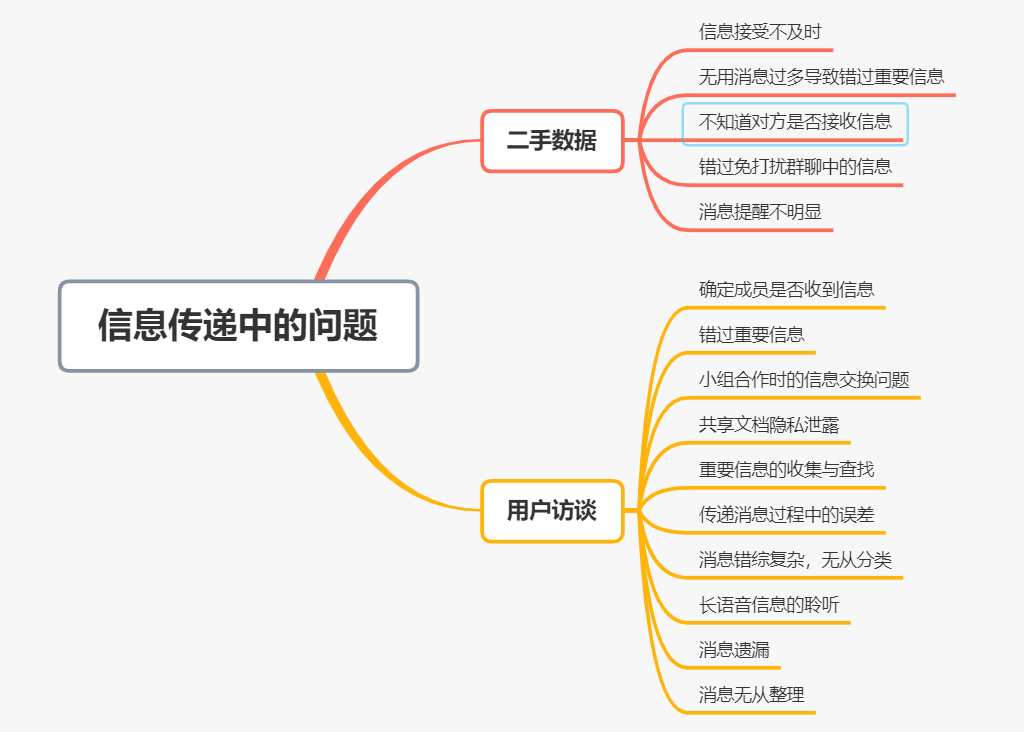 信息传递中的问题
二手数据
信息接受不及时
无用消息过多导致错过重要信息
不知道对方是否接收信息
错过免打扰群聊中的信息
消息提醒不明显
用户访谈
确定成员是否收到信息
错过重要信息
小组合作时的信息交换问题
共享文档隐私泄露
重要信息的收集与查找
传递消息过程中的误差
消息错综复杂，无从分类
长语音信息的聆听
消息遗漏
消息无从整理